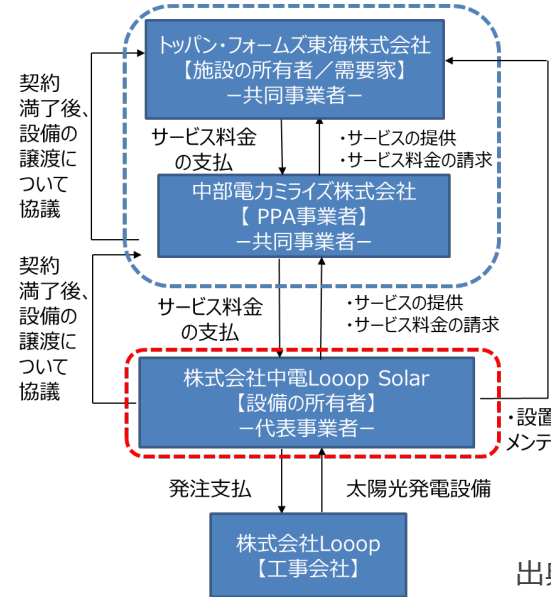 トッパン・フォームズ東海株式会社
【施設の所有者／需要家】
－共同事業者－
契約
満了後、
設備の
譲渡に
ついて
協議
サービス料金
の支払
・サービスの提供
・サービス料金の請求
中部電力ミライズ株式会社
【 PPA事業者】
－共同事業者－
契約
満了後、
設備の
譲渡に
ついて
協議
サービス料金
の支払
・サービスの提供
・サービス料金の請求
株式会社中電Looop Solar
【設備の所有者】
－代表事業者－
・設置
メンテ
発注支払
太陽光発電設備
株式会社Looop
【工事会社】
出典